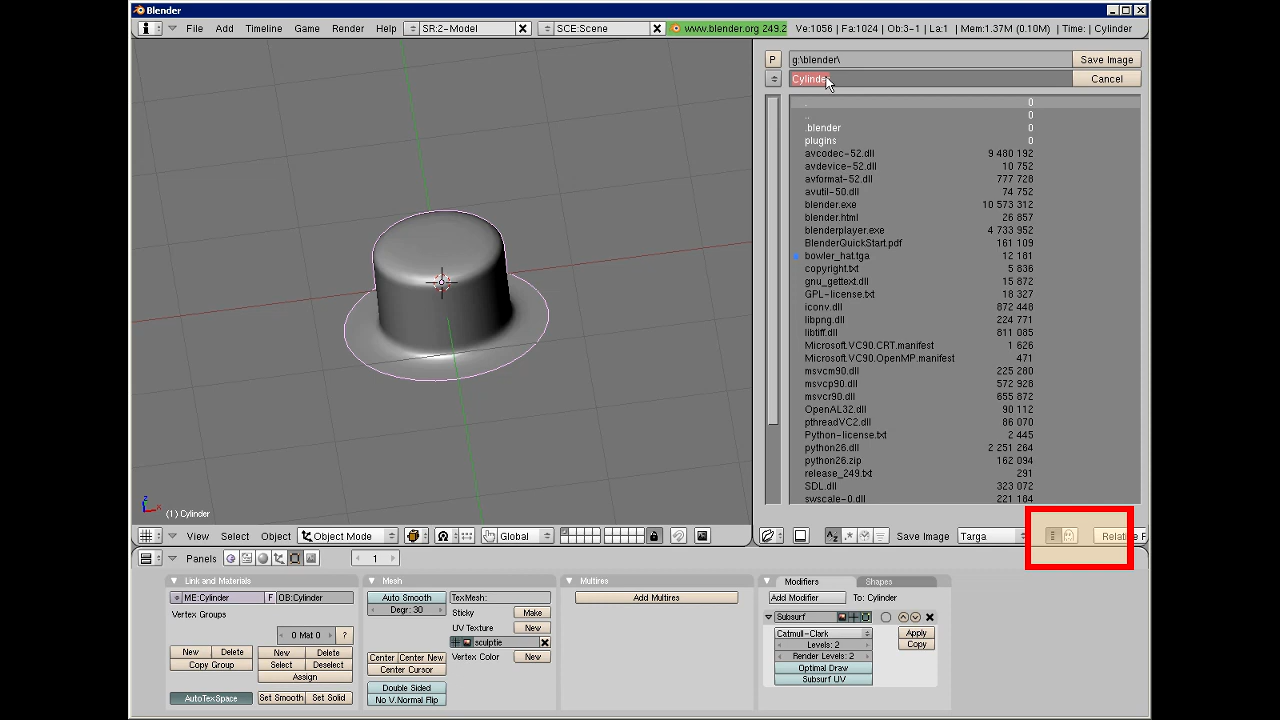 Blender
File Add Timeline Game Render Help SR:2-Model SCE:Scene www.blender.org 249.2 Ve:1056 | Fa:1024 | Ob:3-1 | La:1 | Mem:1.37M (0.10M) | Time: | Cylinder
P g:\blender\ Save Image
Cylinder Cancel
. 0
.. 0
.blender 0
plugins 0
avcodec-52.dll 9 480 192
avdevice-52.dll 10 752
avformat-52.dll 777 728
avutil-50.dll 74 752
blender.exe 10 573 312
blender.html 26 857
blenderplayer.exe 4 733 952
BlenderQuickStart.pdf 161 109
bowler_hat.tga 12 181
copyright.txt 5 836
gnu_gettext.dll 15 872
GPL-license.txt 18 327
iconv.dll 872 448
libpng.dll 224 771
libtiff.dll 811 085
Microsoft.VC90.CRT.manifest 1 626
Microsoft.VC90.OpenMP.manifest 471
msvcm90.dll 225 280
msvcp90.dll 572 928
msvcr90.dll 655 872
OpenAL32.dll 90 112
pthreadVC2.dll 86 070
Python-license.txt 2 445
python26.dll 2 251 264
python26.zip 162 094
release_249.txt 291
SDL.dll 323 072
swscale-0.dll 221 184
z x
(1) Cylinder
View Select Object Object Mode Global Save Image Targa Relative P
Panels 1
Link and Materials
ME:Cylinder F OB:Cylinder
Vertex Groups
0 Mat 0 ?
New Delete New Delete
Copy Group Select Deselect
Assign
AutoTexSpace Set Smooth Set Solid
Mesh
Auto Smooth TexMesh:
Degr: 30 Sticky Make
UV Texture New
sculptie
Center Center New Vertex Color New
Center Cursor
Double Sided
No V.Normal Flip
Multires
Add Multires
Modifiers Shapes
Add Modifier To: Cylinder
Subsurf
Catmull-Clark Apply
Levels: 2 Copy
Render Levels: 2
Optimal Draw
Subsurf UV